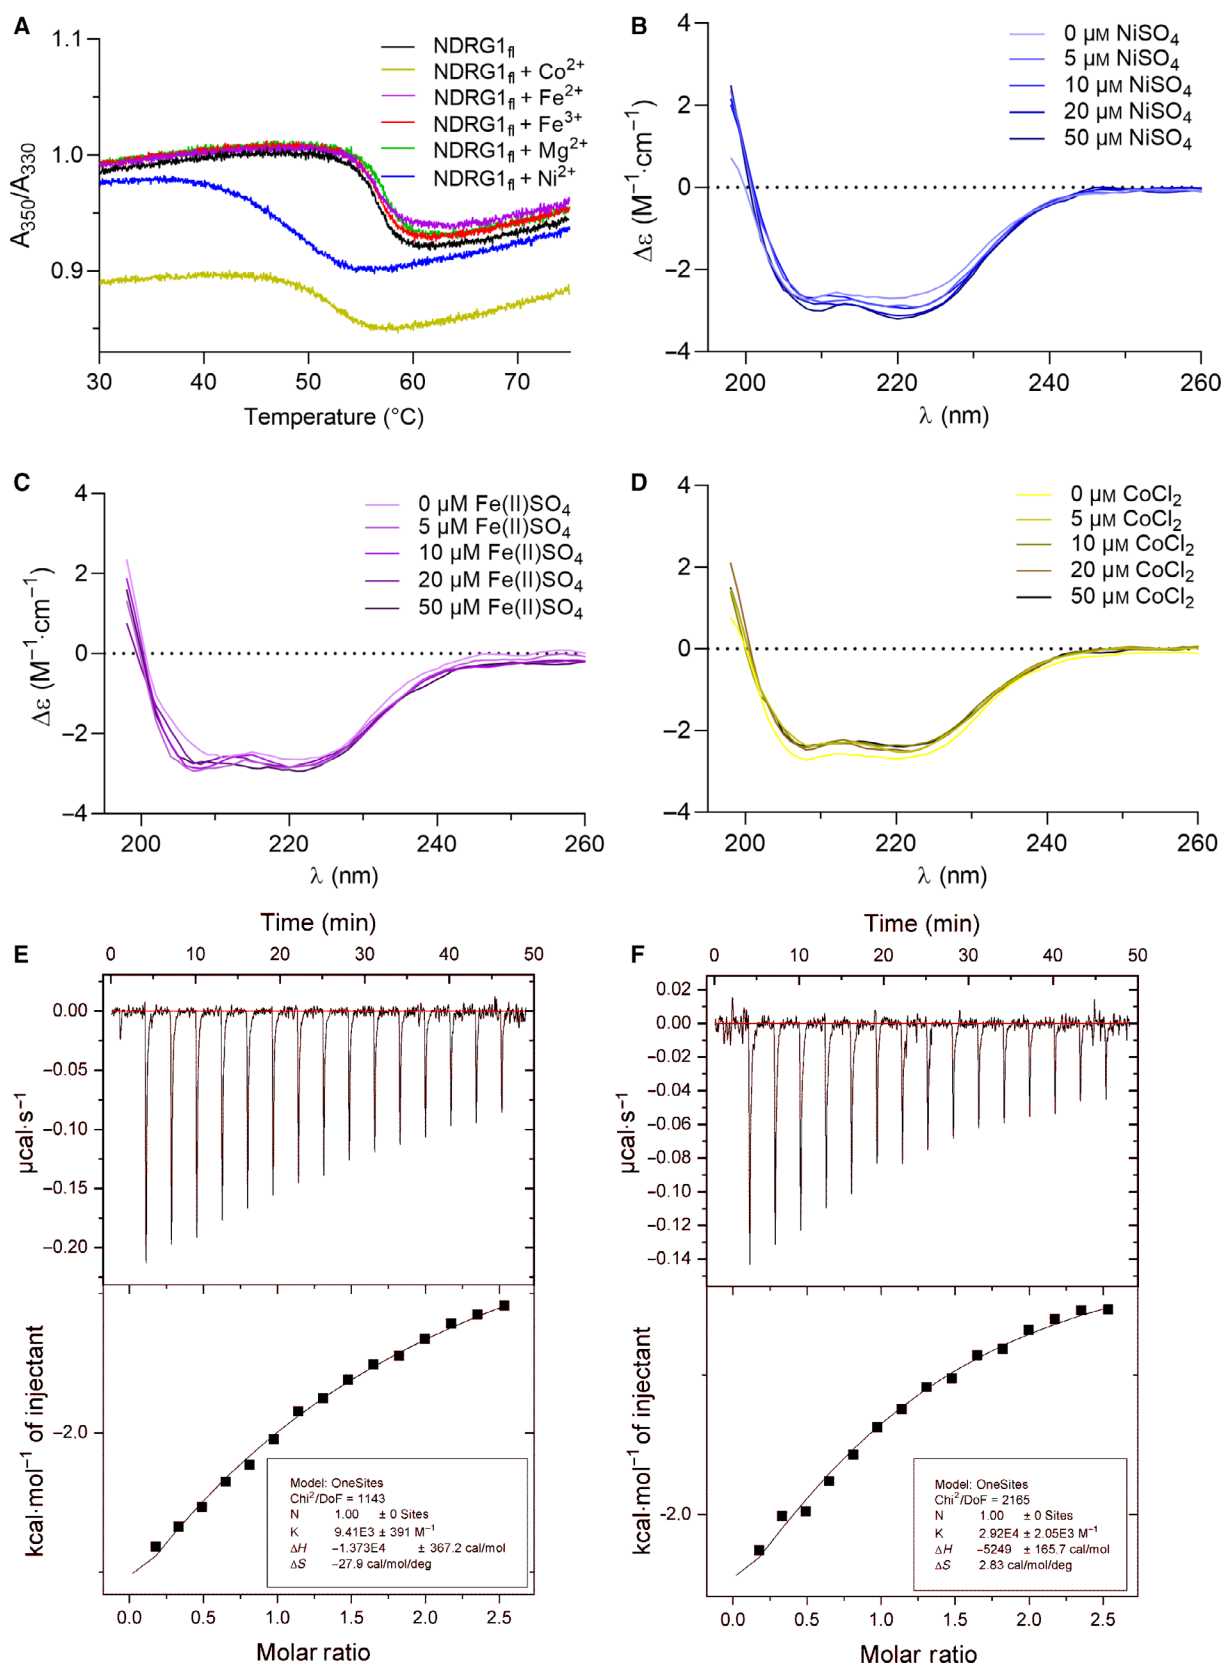 A
1.1
1.0
0.9
A350/A330
30
40
50
60
70
Temperature (°C)
NDRG1fl
NDRG1fl + Co2+
NDRG1fl + Fe2+
NDRG1fl + Fe3+
NDRG1fl + Mg2+
NDRG1fl + Ni2+
B
4
2
0
−2
−4
Δε (M−1·cm−1)
200
220
240
260
λ (nm)
0 µM NiSO4
5 µM NiSO4
10 µM NiSO4
20 µM NiSO4
50 µM NiSO4
C
4
2
0
−2
−4
Δε (M−1·cm−1)
200
220
240
260
λ (nm)
0 µM Fe(II)SO4
5 µM Fe(II)SO4
10 µM Fe(II)SO4
20 µM Fe(II)SO4
50 µM Fe(II)SO4
D
4
2
0
−2
−4
Δε (M−1·cm−1)
200
220
240
260
λ (nm)
0 µM CoCl2
5 µM CoCl2
10 µM CoCl2
20 µM CoCl2
50 µM CoCl2
E
Time (min)
0
10
20
30
40
50
0.00
−0.05
−0.10
−0.15
−0.20
µcal·s−1
-2.0
kcal·mol−1 of injectant
Model: OneSites
Chi2/DoF = 1143
N 1.00 ± 0 Sites
K 9.41E3 ± 391 M−1
ΔH −1.373E4 ± 367.2 cal/mol
ΔS −27.9 cal/mol/deg
0.0
0.5
1.0
1.5
2.0
2.5
Molar ratio
F
Time (min)
0
10
20
30
40
50
0.02
0.00
−0.02
−0.04
−0.06
−0.08
−0.10
−0.12
−0.14
µcal·s−1
-2.0
kcal·mol−1 of injectant
Model: OneSites
Chi2/DoF = 2165
N 1.00 ± 0 Sites
K 2.92E4 ± 2.05E3 M−1
ΔH −5249 ± 165.7 cal/mol
ΔS 2.83 cal/mol/deg
0.0
0.5
1.0
1.5
2.0
2.5
Molar ratio